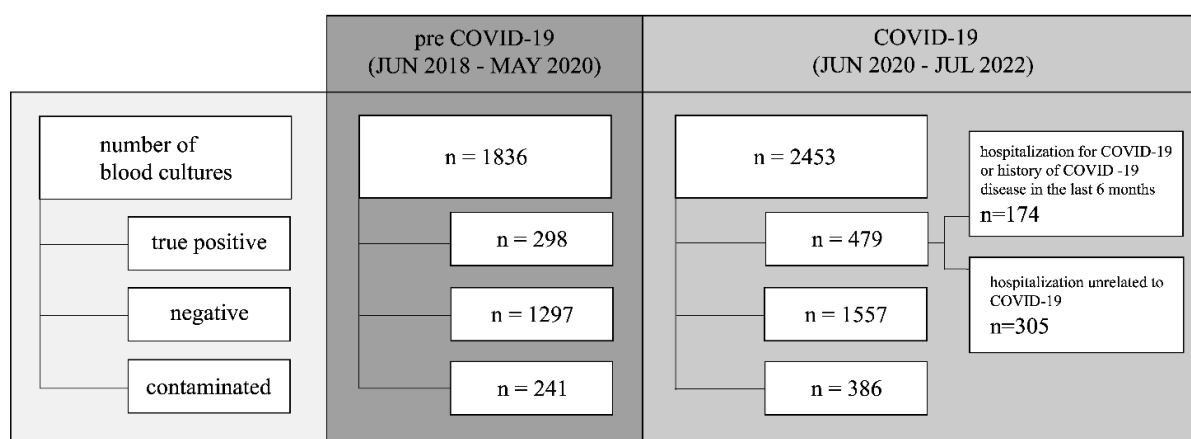 pre COVID-19
(JUN 2018 - MAY 2020)
COVID-19
(JUN 2020 - JUL 2022)
number of
blood cultures
n = 1836
n = 2453
hospitalization for COVID-19
or history of COVID -19
disease in the last 6 months
n=174
true positive
n = 298
n = 479
hospitalization unrelated to
COVID-19
n=305
negative
n = 1297
n = 1557
contaminated
n = 241
n = 386